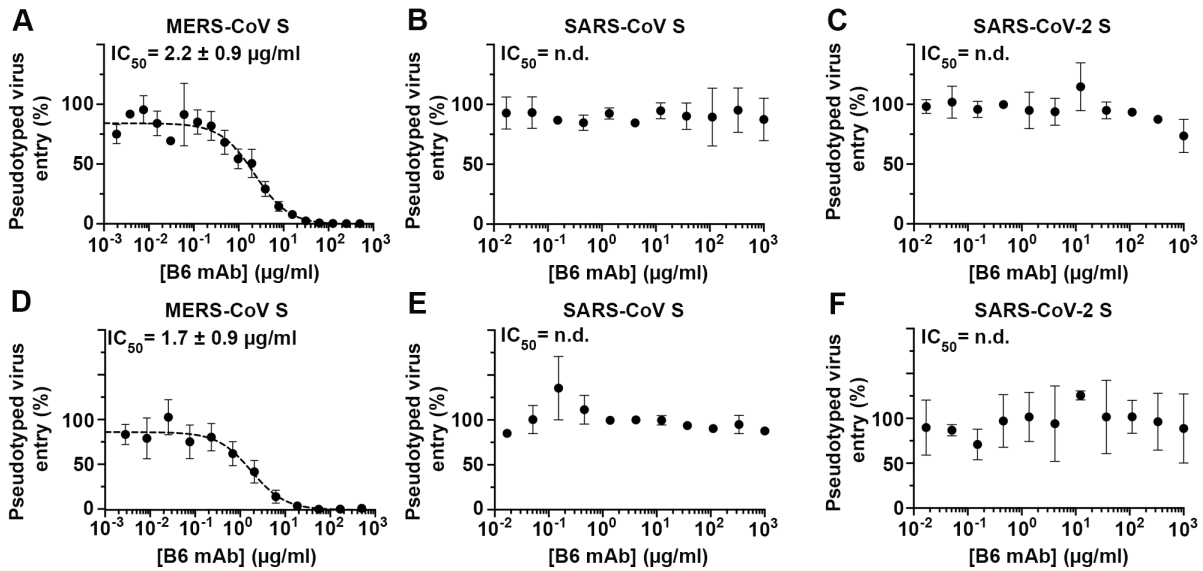 A
MERS-CoV S
IC50= 2.2 ± 0.9 µg/ml
Pseudotyped virus
entry (%)
100
50
0
10-3 10-2 10-1 100 101 102 103
[B6 mAb] (µg/ml)
B
SARS-CoV S
IC50= n.d.
Pseudotyped virus
entry (%)
100
50
0
10-2 10-1 100 101 102 103
[B6 mAb] (µg/ml)
C
SARS-CoV-2 S
IC50= n.d.
Pseudotyped virus
entry (%)
100
50
0
10-2 10-1 100 101 102 103
[B6 mAb] (µg/ml)
D
MERS-CoV S
IC50= 1.7 ± 0.9 µg/ml
Pseudotyped virus
entry (%)
100
50
0
10-3 10-2 10-1 100 101 102 103
[B6 mAb] (µg/ml)
E
SARS-CoV S
IC50= n.d.
Pseudotyped virus
entry (%)
100
50
0
10-2 10-1 100 101 102 103
[B6 mAb] (µg/ml)
F
SARS-CoV-2 S
IC50= n.d.
Pseudotyped virus
entry (%)
100
50
0
10-2 10-1 100 101 102 103
[B6 mAb] (µg/ml)